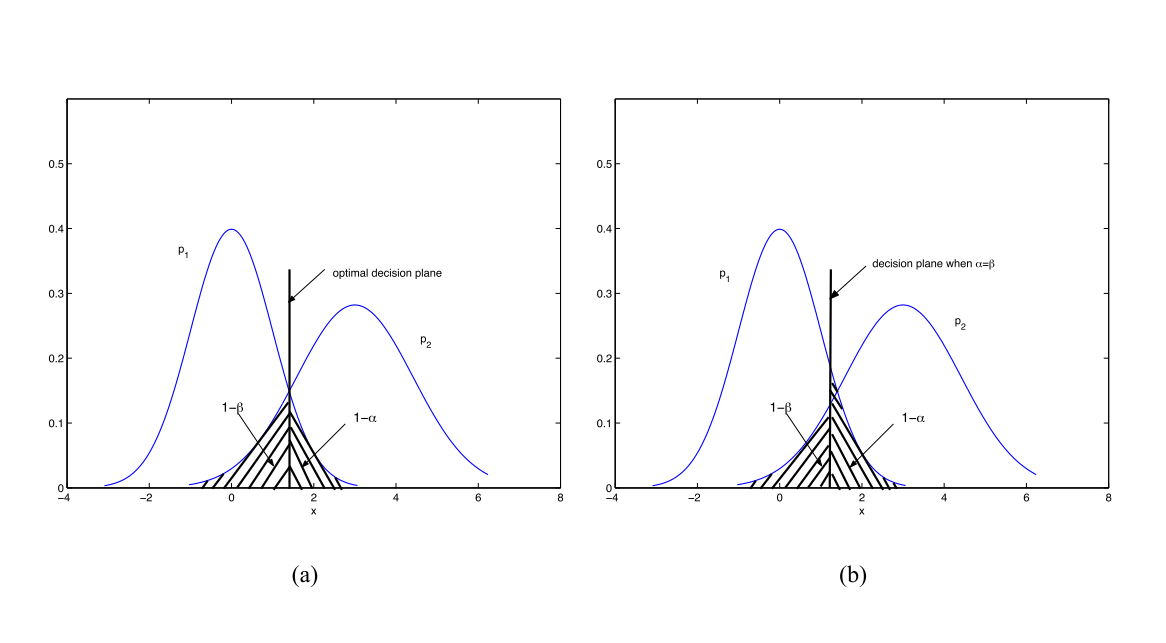 0.5
0.4
0.3
0.2
0.1
0
−4
−2
0
2
4
6
8
x
p1
p2
optimal decision plane
1−β
1−α
(a)
0.5
0.4
0.3
0.2
0.1
0
−4
−2
0
2
4
6
8
x
p1
p2
decision plane when α=β
1−β
1−α
(b)